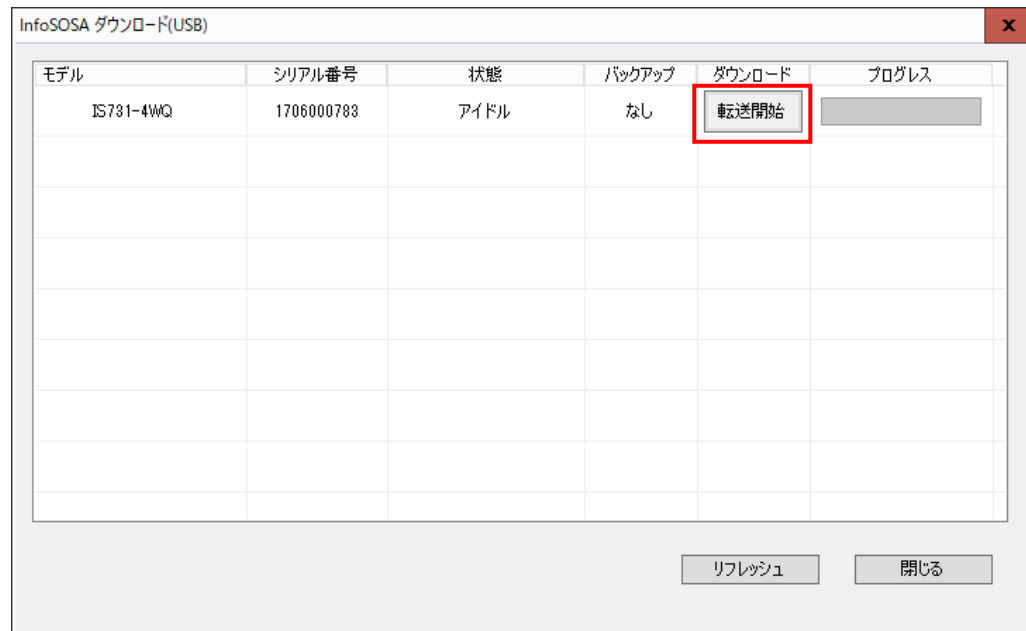 InfoSOSA ダウンロード(USB)
x
モデル シリアル番号 状態 バックアップ ダウンロード プログレス
IS731-4WQ 1706000783 アイドル なし 転送開始
リフレッシュ 閉じる